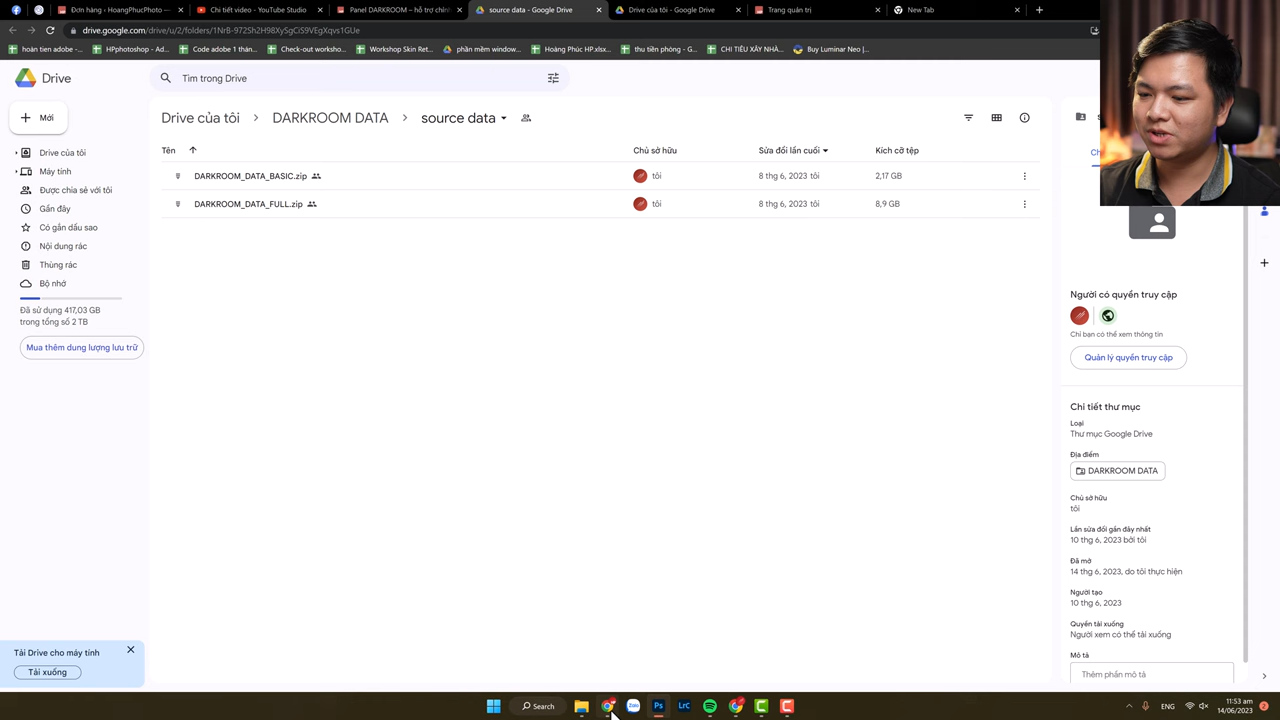 Đơn hàng ‹ HoangPhucPhoto —
Chi tiết video - YouTube Studio
Panel DARKROOM – hỗ trợ chỉnh
source data - Google Drive
Drive của tôi - Google Drive
Trang quản trị
New Tab
drive.google.com/drive/u/2/folders/1NrB-972Sh2H98XySgCiS9VEgXqvs1GUe
hoàn tien adobe -...
HPphotoshop - Ad...
Code adobe 1 thán...
Check-out worksho...
Workshop Skin Ret...
phần mềm window...
Hoàng Phúc HP.xlsx...
thu tiền phòng - G...
CHI TIÊU XÂY NHÀ...
Buy Luminar Neo |...
Drive
Tìm trong Drive
Mới
Drive của tôi
DARKROOM DATA
source data
Tên
Chủ sở hữu
Sửa đổi lần cuối
Kích cỡ tệp
DARKROOM_DATA_BASIC.zip
tôi
8 thg 6, 2023 tôi
2,17 GB
DARKROOM_DATA_FULL.zip
tôi
8 thg 6, 2023 tôi
8,9 GB
Drive của tôi
Máy tính
Được chia sẻ với tôi
Gần đây
Có gắn dấu sao
Nội dung rác
Thùng rác
Bộ nhớ
Đã sử dụng 417,03 GB
trong tổng số 2 TB
Mua thêm dung lượng lưu trữ
Người có quyền truy cập
Chỉ bạn có thể xem thông tin
Quản lý quyền truy cập
Chi tiết thư mục
Loại
Thư mục Google Drive
Địa điểm
DARKROOM DATA
Chủ sở hữu
tôi
Lần sửa đổi gần đây nhất
10 thg 6, 2023 bởi tôi
Đã mở
14 thg 6, 2023, do tôi thực hiện
Người tạo
10 thg 6, 2023
Quyền tải xuống
Người xem có thể tải xuống
Mô tả
Thêm phần mô tả
Tải Drive cho máy tính
Tải xuống
Search
Zalo
Ps
LrC
ENG
11:53 am
14/06/2023
2